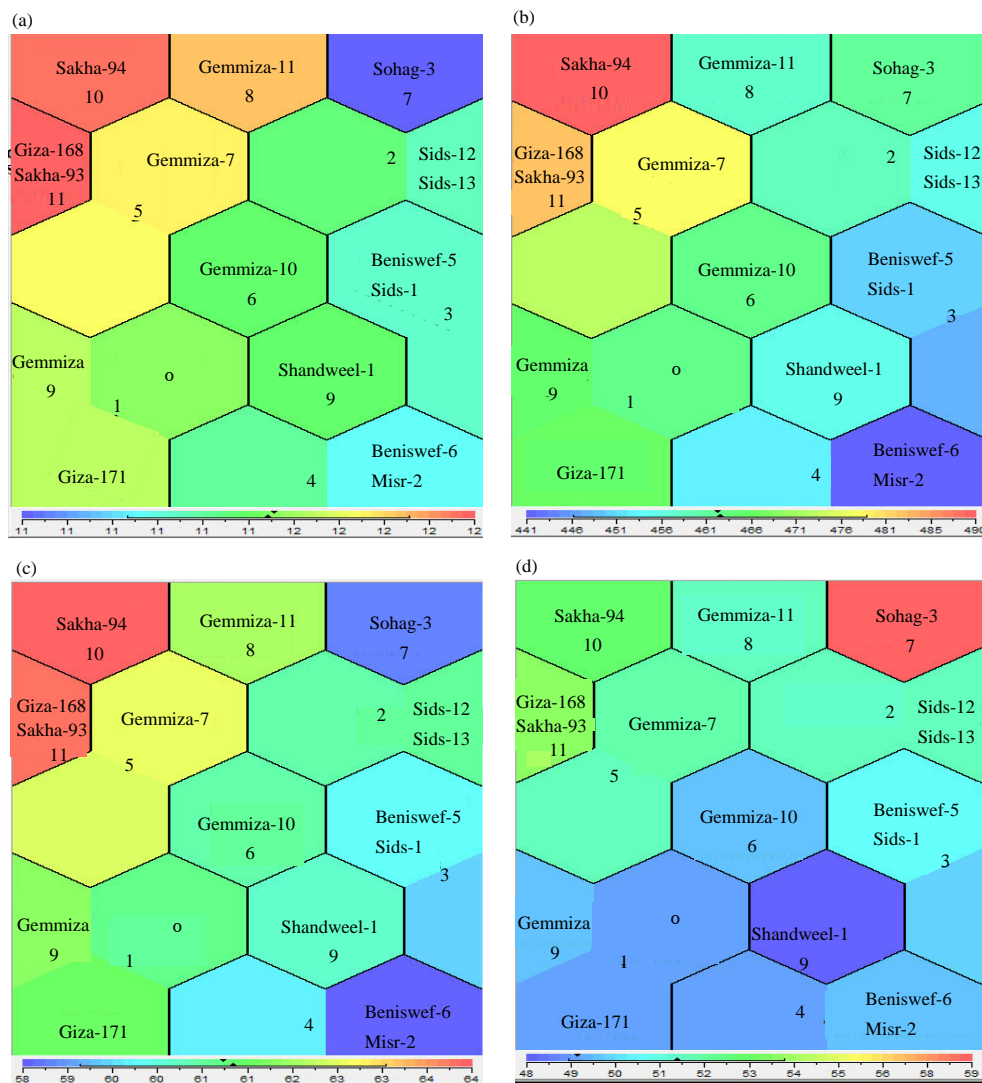 (a)
Sakha-94
10
Gemmiza-11
8
Sohag-3
7
Giza-168
Sakha-93
11
Gemmiza-7
5
2
Sids-12
Sids-13
Gemmiza-10
6
Beniswef-5
Sids-1
3
Gemmiza
9
o
1
Shandweel-1
9
Giza-171
4
Beniswef-6
Misr-2
11 11 11 11 11 12 12 12 12 12
(b)
Sakha-94
10
Gemmiza-11
8
Sohag-3
7
Giza-168
Sakha-93
11
Gemmiza-7
5
2
Sids-12
Sids-13
Gemmiza-10
6
Beniswef-5
Sids-1
3
Gemmiza
9
o
1
Shandweel-1
9
Giza-171
4
Beniswef-6
Misr-2
441 446 451 456 461 466 471 476 481 485 490
(c)
Sakha-94
10
Gemmiza-11
8
Sohag-3
7
Giza-168
Sakha-93
11
Gemmiza-7
5
2
Sids-12
Sids-13
Gemmiza-10
6
Beniswef-5
Sids-1
3
Gemmiza
9
o
1
Shandweel-1
9
Giza-171
4
Beniswef-6
Misr-2
58 59 60 60 61 61 62 63 63 64 64
(d)
Sakha-94
10
Gemmiza-11
8
Sohag-3
7
Giza-168
Sakha-93
11
Gemmiza-7
5
2
Sids-12
Sids-13
Gemmiza-10
6
Beniswef-5
Sids-1
3
Gemmiza
9
o
1
Shandweel-1
9
Giza-171
4
Beniswef-6
Misr-2
48 49 50 51 52 53 54 55 56 58 59